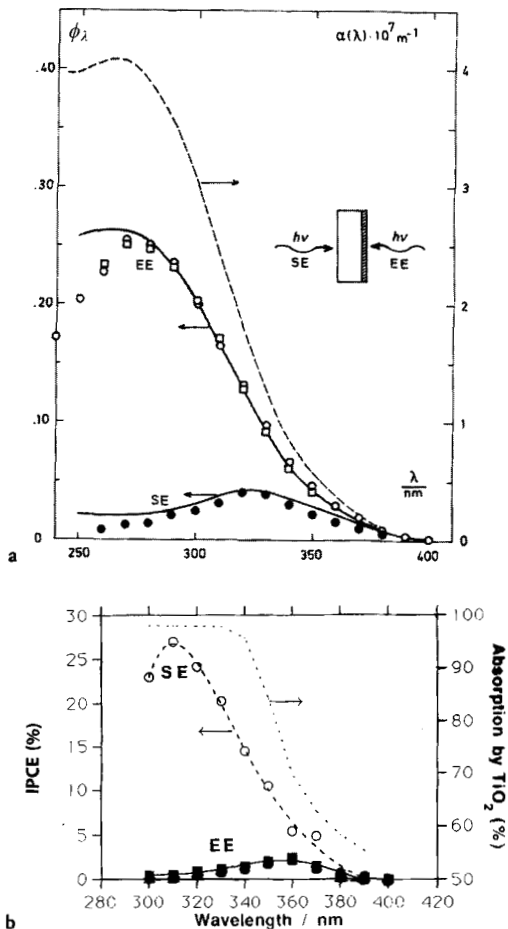 ϕλ
α(λ)·10⁷ m⁻¹
.40
.30
.20
.10
0
4
3
2
1
0
EE
SE
hν
SE
hν
EE
λ/nm
250
300
350
400
a
30
25
20
15
10
5
0
IPCE (%)
SE
EE
100
90
80
70
60
50
Absorption by TiO₂ (%)
280
300
320
340
360
380
400
420
Wavelength / nm
b